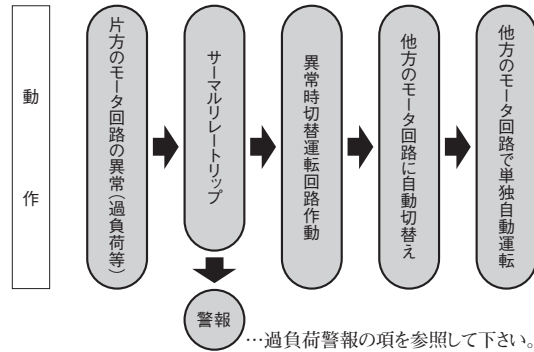 動作
片方のモータ回路の異常(過負荷等)
サーマルリレートリップ
異常時切替運転回路作動
他方のモータ回路に自動切替え
他方のモータ回路で単独自動運転
警報
…過負荷警報の項を参照して下さい。